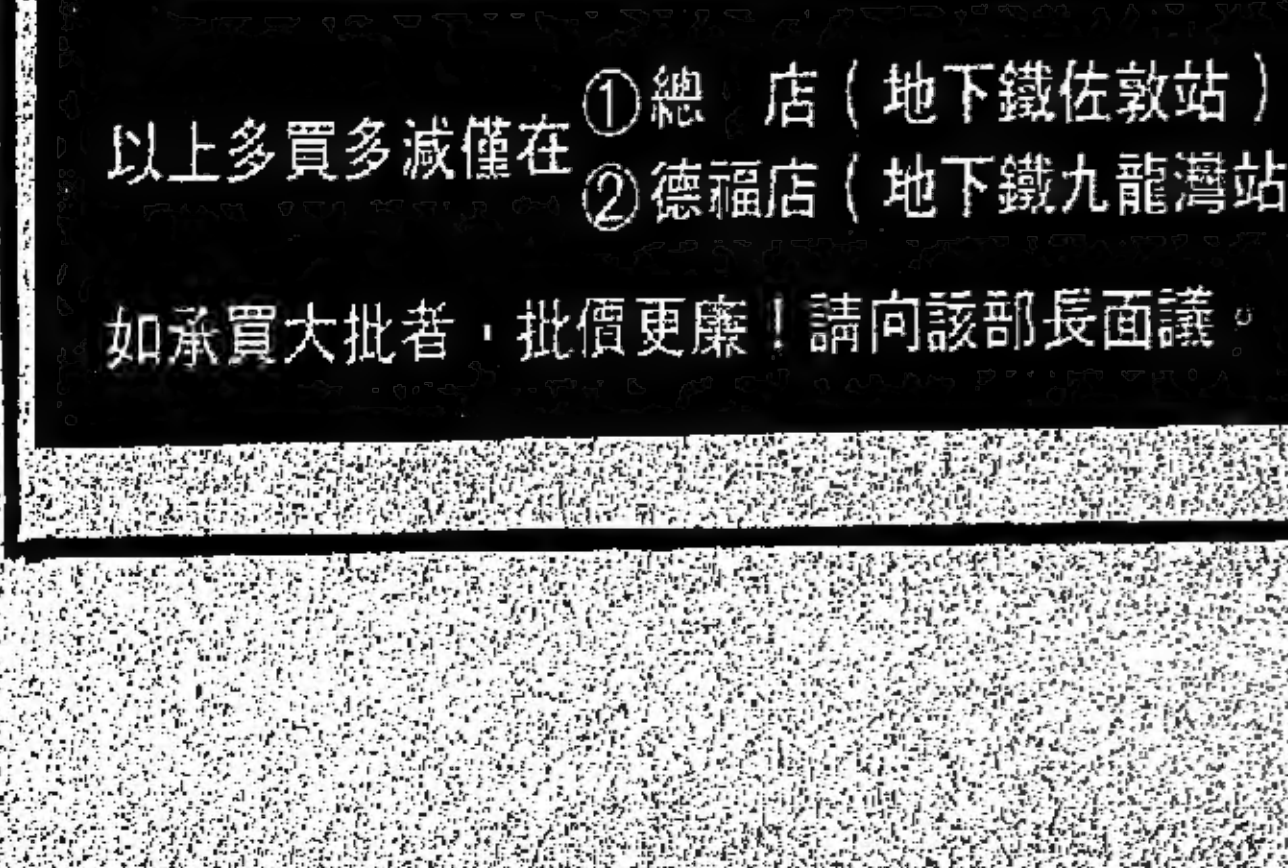 以上多買多減僅在
①總　店（地下鐵佐敦站）
②德福店（地下鐵九龍灣站
如承買大批者，批價更廉！請向該部長面議。